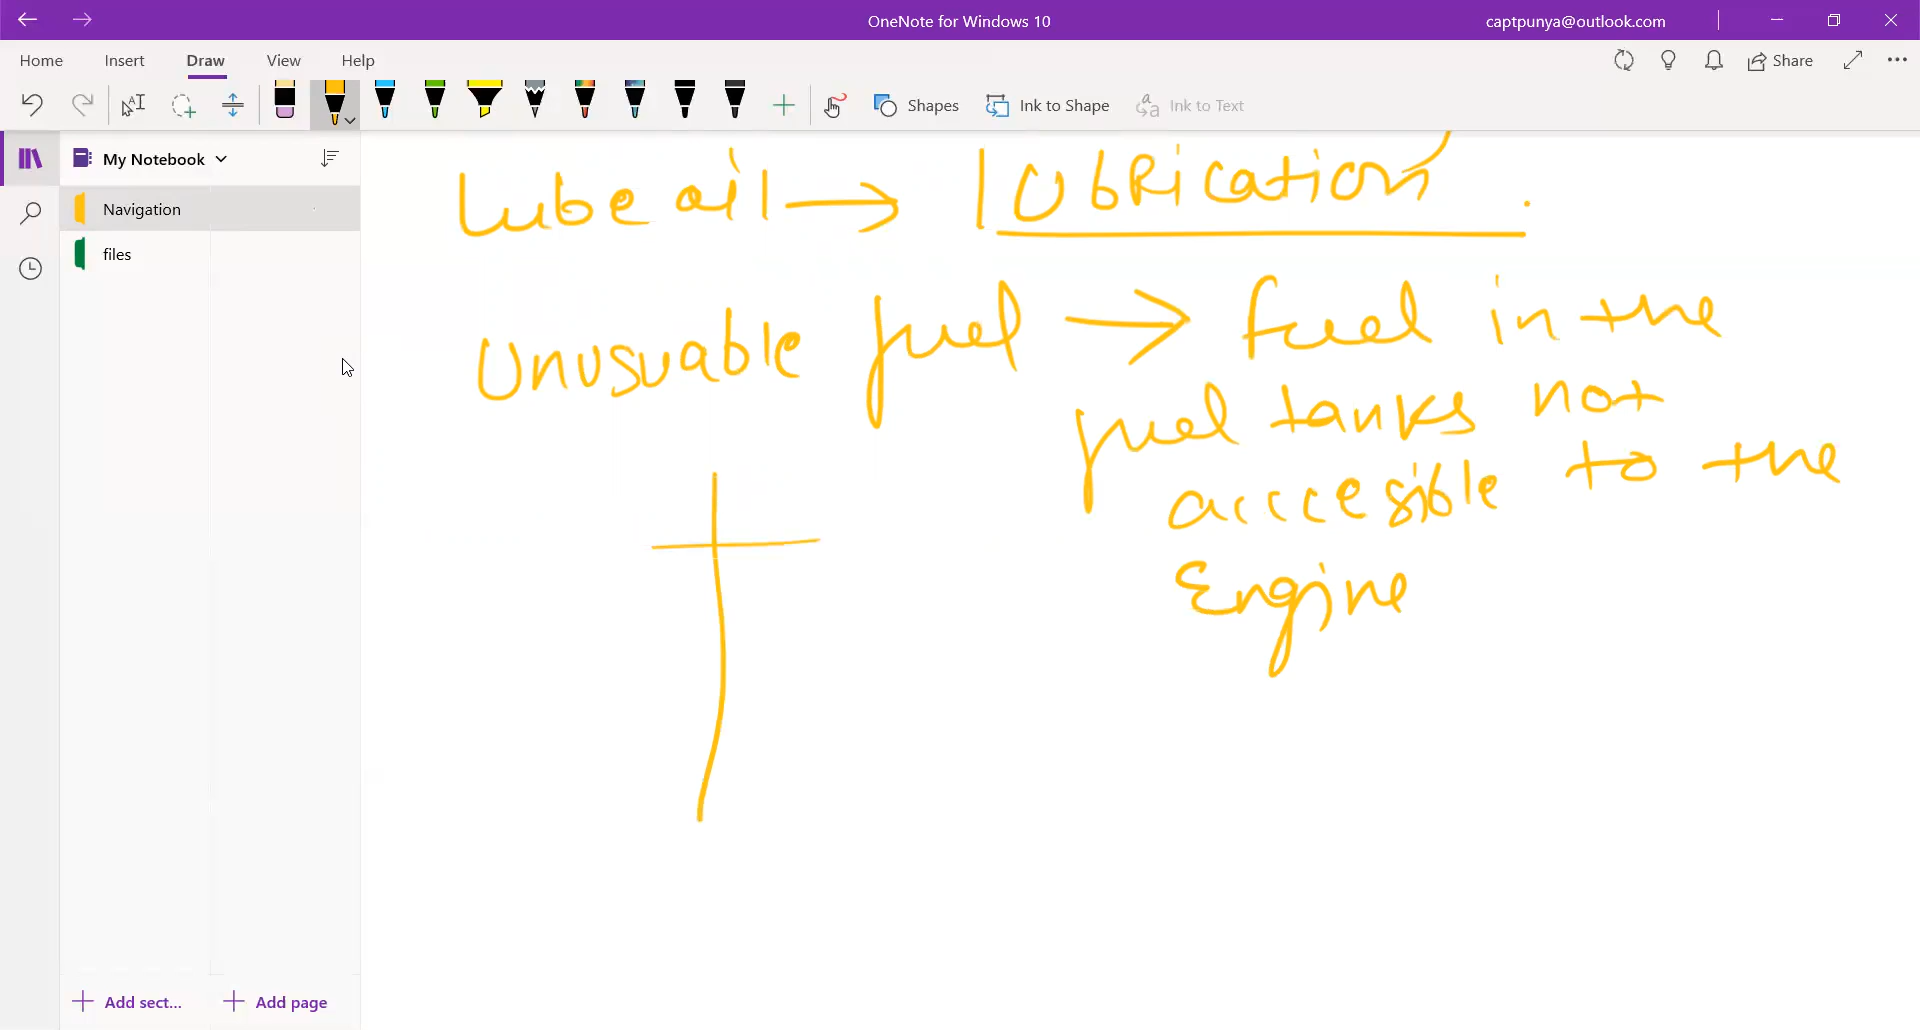 OneNote for Windows 10
captpunya@outlook.com
Home Insert Draw View Help
Share
Shapes Ink to Shape Ink to Text
My Notebook
Navigation
files
Lube oil → lubrication .
Unusuable fuel → fuel in the
fuel tanks not
acccesible to the
Engine
+ Add sect... + Add page